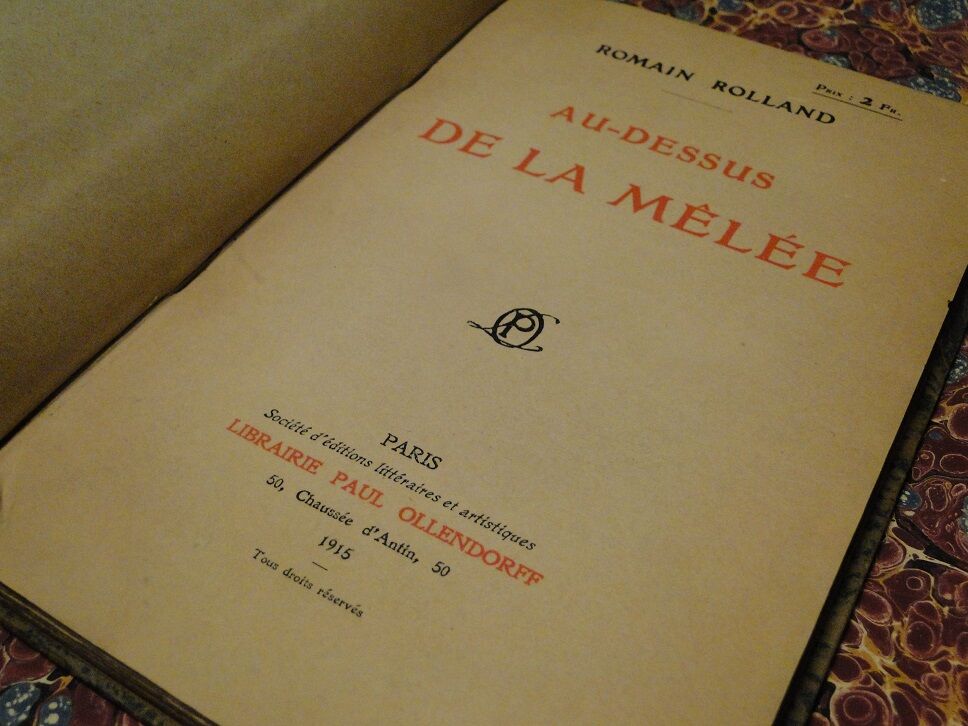 ROMAIN ROLLAND
PRIX : 2 FR.
AU-DESSUS
DE LA MÊLÉE
PARIS
Société d'éditions littéraires et artistiques
LIBRAIRIE PAUL OLLENDORFF
50, Chaussée d'Antin, 50
1915
Tous droits réservés